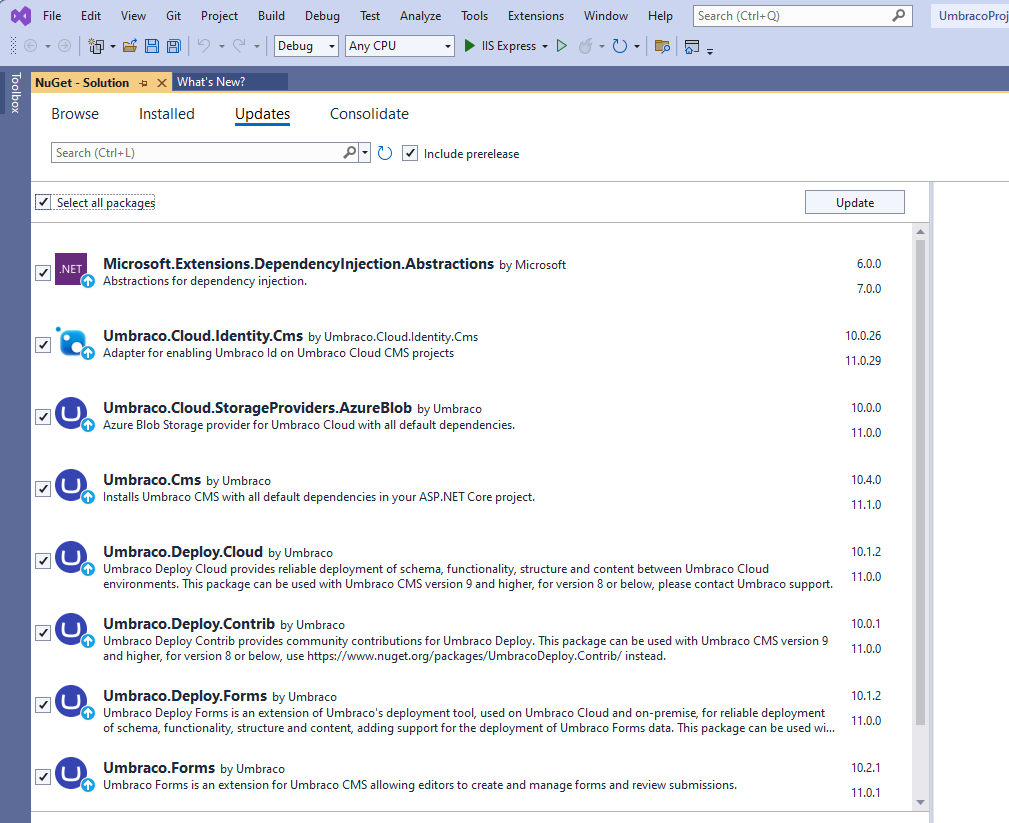 File Edit View Git Project Build Debug Test Analyze Tools Extensions Window Help Search (Ctrl+Q) UmbracoProj
Debug Any CPU IIS Express
Toolbox
NuGet - Solution What's New?
Browse Installed Updates Consolidate
Search (Ctrl+L) Include prerelease
Select all packages Update
.NET Microsoft.Extensions.DependencyInjection.Abstractions by Microsoft 6.0.0
Abstractions for dependency injection. 7.0.0
Umbraco.Cloud.Identity.Cms by Umbraco.Cloud.Identity.Cms 10.0.26
Adapter for enabling Umbraco Id on Umbraco Cloud CMS projects 11.0.29
Umbraco.Cloud.StorageProviders.AzureBlob by Umbraco 10.0.0
Azure Blob Storage provider for Umbraco Cloud with all default dependencies. 11.0.0
Umbraco.Cms by Umbraco 10.4.0
Installs Umbraco CMS with all default dependencies in your ASP.NET Core project. 11.1.0
Umbraco.Deploy.Cloud by Umbraco 10.1.2
Umbraco Deploy Cloud provides reliable deployment of schema, functionality, structure and content between Umbraco Cloud 11.0.0
environments. This package can be used with Umbraco CMS version 9 and higher, for version 8 or below, please contact Umbraco support.
Umbraco.Deploy.Contrib by Umbraco 10.0.1
Umbraco Deploy Contrib provides community contributions for Umbraco Deploy. This package can be used with Umbraco CMS version 9 11.0.0
and higher, for version 8 or below, use https://www.nuget.org/packages/UmbracoDeploy.Contrib/ instead.
Umbraco.Deploy.Forms by Umbraco 10.1.2
Umbraco Deploy Forms is an extension of Umbraco's deployment tool, used on Umbraco Cloud and on-premise, for reliable deployment 11.0.0
of schema, functionality, structure and content, adding support for the deployment of Umbraco Forms data. This package can be used wi...
Umbraco.Forms by Umbraco 10.2.1
Umbraco Forms is an extension for Umbraco CMS allowing editors to create and manage forms and review submissions. 11.0.1